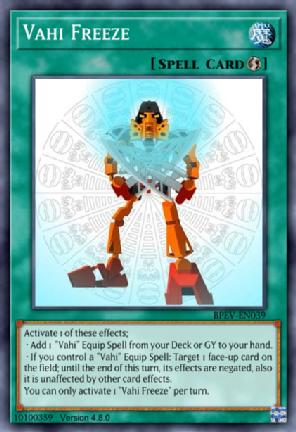 VAHI FREEZE
[SPELL CARD]
BPEV-EN039
Activate 1 of these effects;
· Add 1 "Vahi" Equip Spell from your Deck or GY to your hand.
· If you control a "Vahi" Equip Spell: Target 1 face-up card on
the field; until the end of this turn, its effects are negated, also
it is unaffected by other card effects.
You can only activate 1 "Vahi Freeze" per turn.
10100359 Version 4.8.0